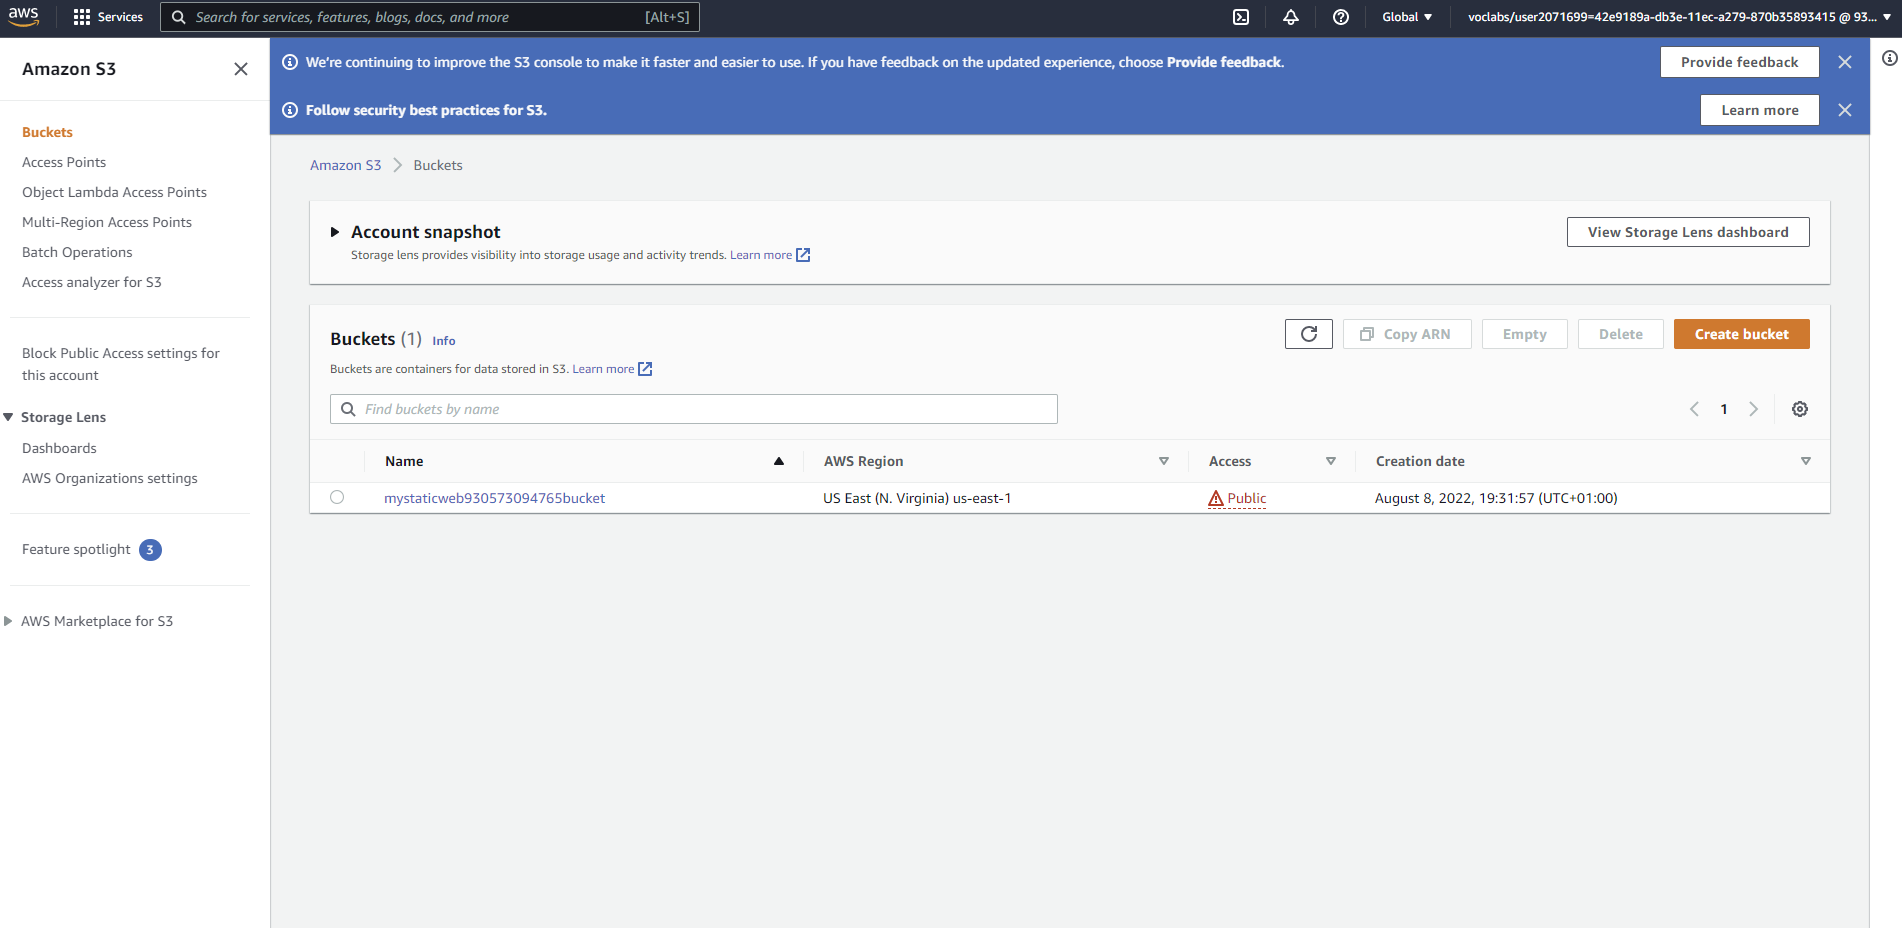 aws
Services
Search for services, features, blogs, docs, and more
[Alt+S]
Global
voclabs/user2071699=42e9189a-db3e-11ec-a279-870b35893415 @ 93...
Amazon S3
Buckets
Access Points
Object Lambda Access Points
Multi-Region Access Points
Batch Operations
Access analyzer for S3
Block Public Access settings for
this account
Storage Lens
Dashboards
AWS Organizations settings
Feature spotlight 3
AWS Marketplace for S3
We're continuing to improve the S3 console to make it faster and easier to use. If you have feedback on the updated experience, choose Provide feedback.
Provide feedback
Follow security best practices for S3.
Learn more
Amazon S3 > Buckets
Account snapshot
Storage lens provides visibility into storage usage and activity trends. Learn more
View Storage Lens dashboard
Buckets (1) Info
Copy ARN
Empty
Delete
Create bucket
Buckets are containers for data stored in S3. Learn more
Find buckets by name
1
Name AWS Region Access Creation date
mystaticweb930573094765bucket US East (N. Virginia) us-east-1 Public August 8, 2022, 19:31:57 (UTC+01:00)